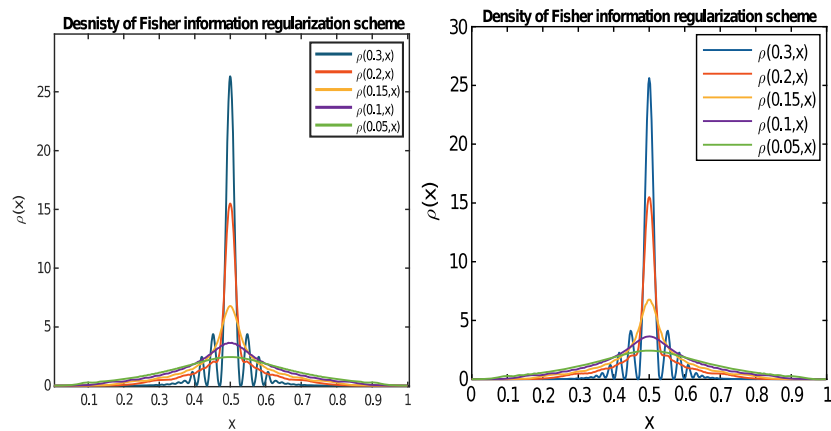 Desnisty of Fisher information regularization scheme
ρ(0.3,x)
ρ(0.2,x)
ρ(0.15,x)
ρ(0.1,x)
ρ(0.05,x)
ρ(x)
25
20
15
10
5
0
0.1 0.2 0.3 0.4 0.5 0.6 0.7 0.8 0.9 1
x
Density of Fisher information regularization scheme
ρ(0.3,x)
ρ(0.2,x)
ρ(0.15,x)
ρ(0.1,x)
ρ(0.05,x)
ρ(x)
30
25
20
15
10
5
0
0 0.1 0.2 0.3 0.4 0.5 0.6 0.7 0.8 0.9 1
x